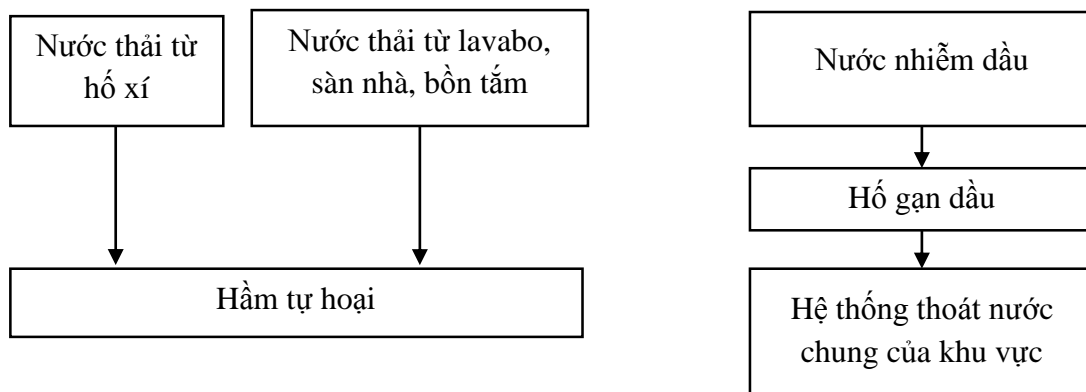 Nước thải từ
hố xí
Nước thải từ lavabo,
sàn nhà, bồn tắm
Hầm tự hoại
Nước nhiễm dầu
Hố gạn dầu
Hệ thống thoát nước
chung của khu vực